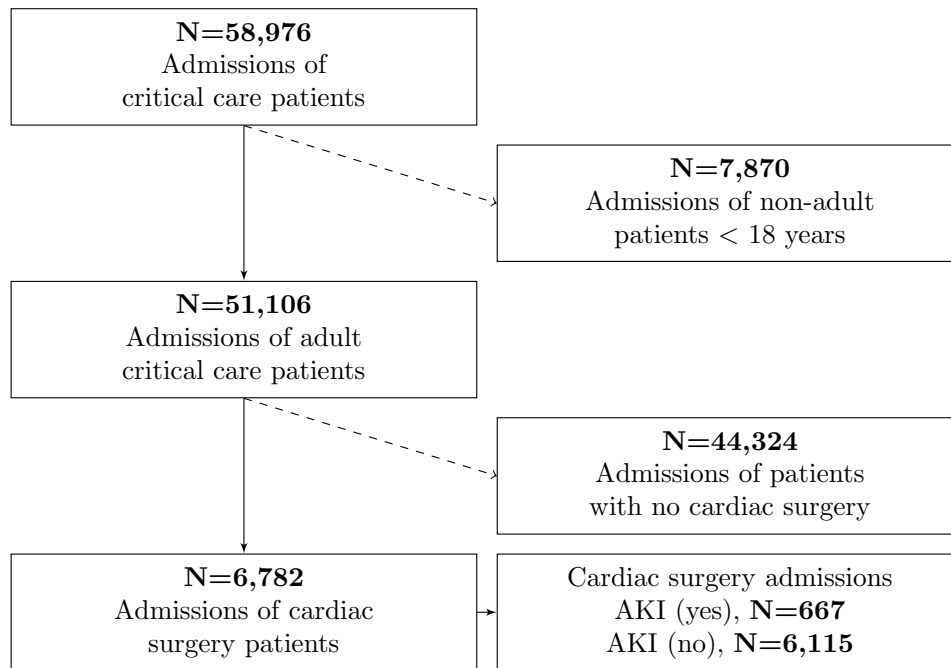 N=58,976
Admissions of
critical care patients
N=7,870
Admissions of non-adult
patients < 18 years
N=51,106
Admissions of adult
critical care patients
N=44,324
Admissions of patients
with no cardiac surgery
N=6,782
Admissions of cardiac
surgery patients
Cardiac surgery admissions
AKI (yes), N=667
AKI (no), N=6,115